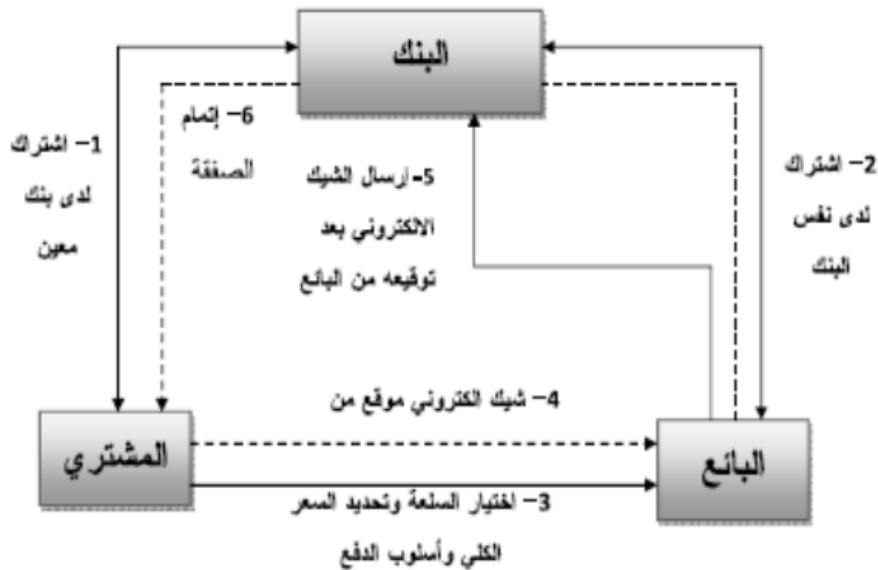 البنك
1– اشتراك
لدى بنك
معين
6– إتمام
الصفقة
5-إرسال الشيك
الالكتروني بعد
توقيعه من البائع
2– اشتراك
لدى نفس
البنك
4– شيك الكتروني موقع من
المشتري
البائع
3– اختيار السلعة وتحديد السعر
الكلي وأسلوب الدفع